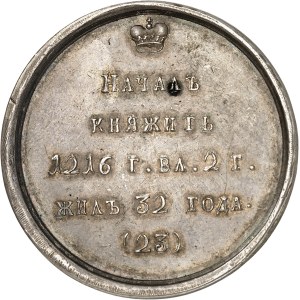 НАЧАЛЪ
КНЯЖИТЬ
1216 Г. ВЛ. 2 Г.
ЖИЛЪ 32 ГОДА.
(23)